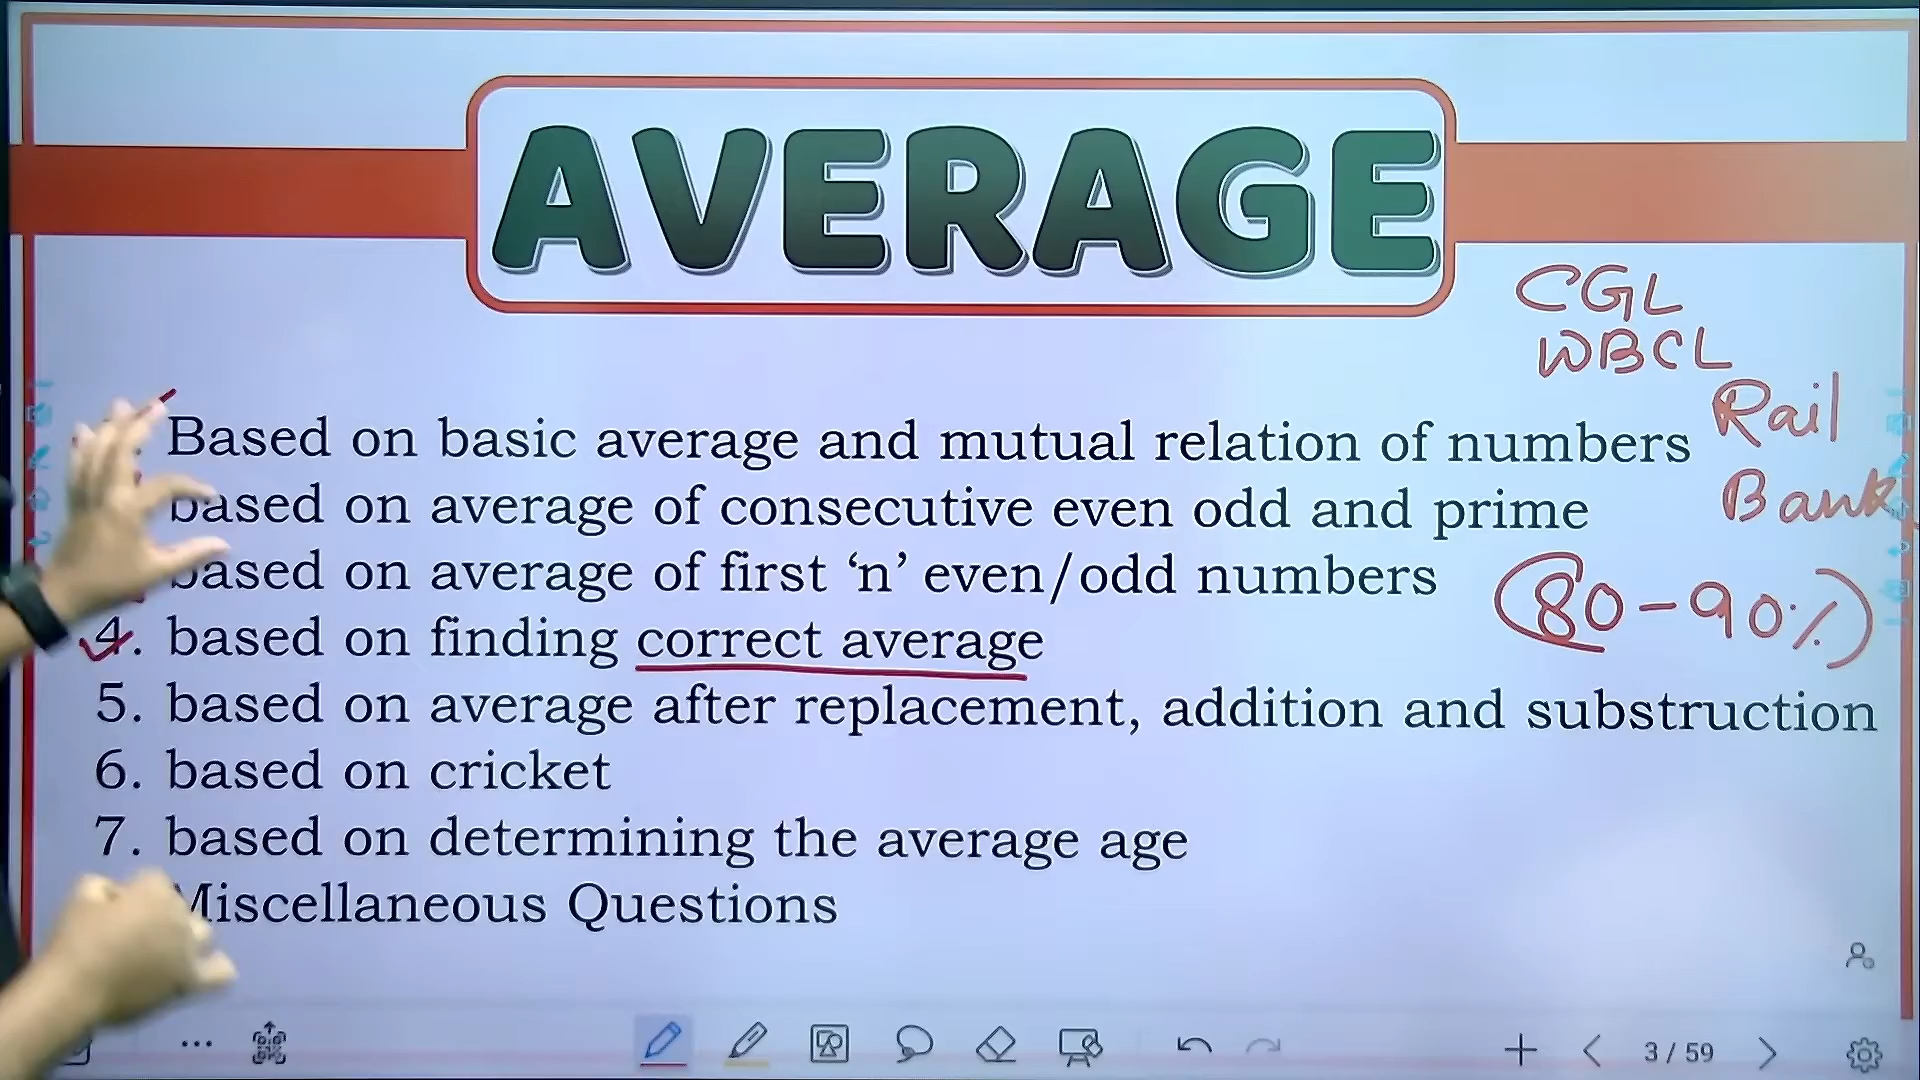 AVERAGE
CGL
WBCL
Rail
Bank
Based on basic average and mutual relation of numbers
based on average of consecutive even odd and prime
based on average of first ‘n’ even/odd numbers
(80-90%)
4. based on finding correct average
5. based on average after replacement, addition and substruction
6. based on cricket
7. based on determining the average age
Miscellaneous Questions
3 / 59